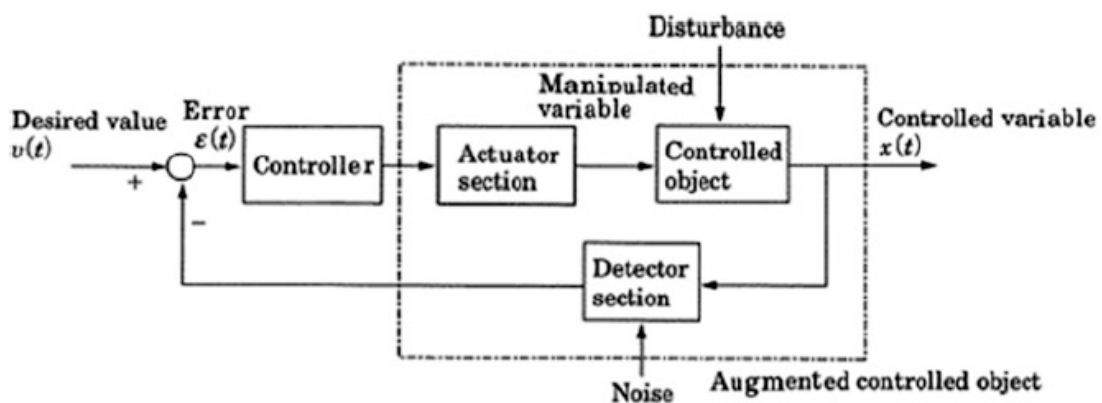 Disturbance
Manipulated
variable
Desired value
v(t)
Error
ε(t)
Controlled variable
x(t)
+
−
Controller
Actuator
section
Controlled
object
Detector
section
Noise
Augmented controlled object